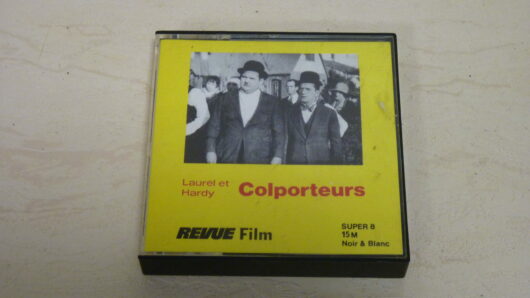 Laurel et
Hardy
Colporteurs
REVUE Film
SUPER 8
15 M
Noir & Blanc